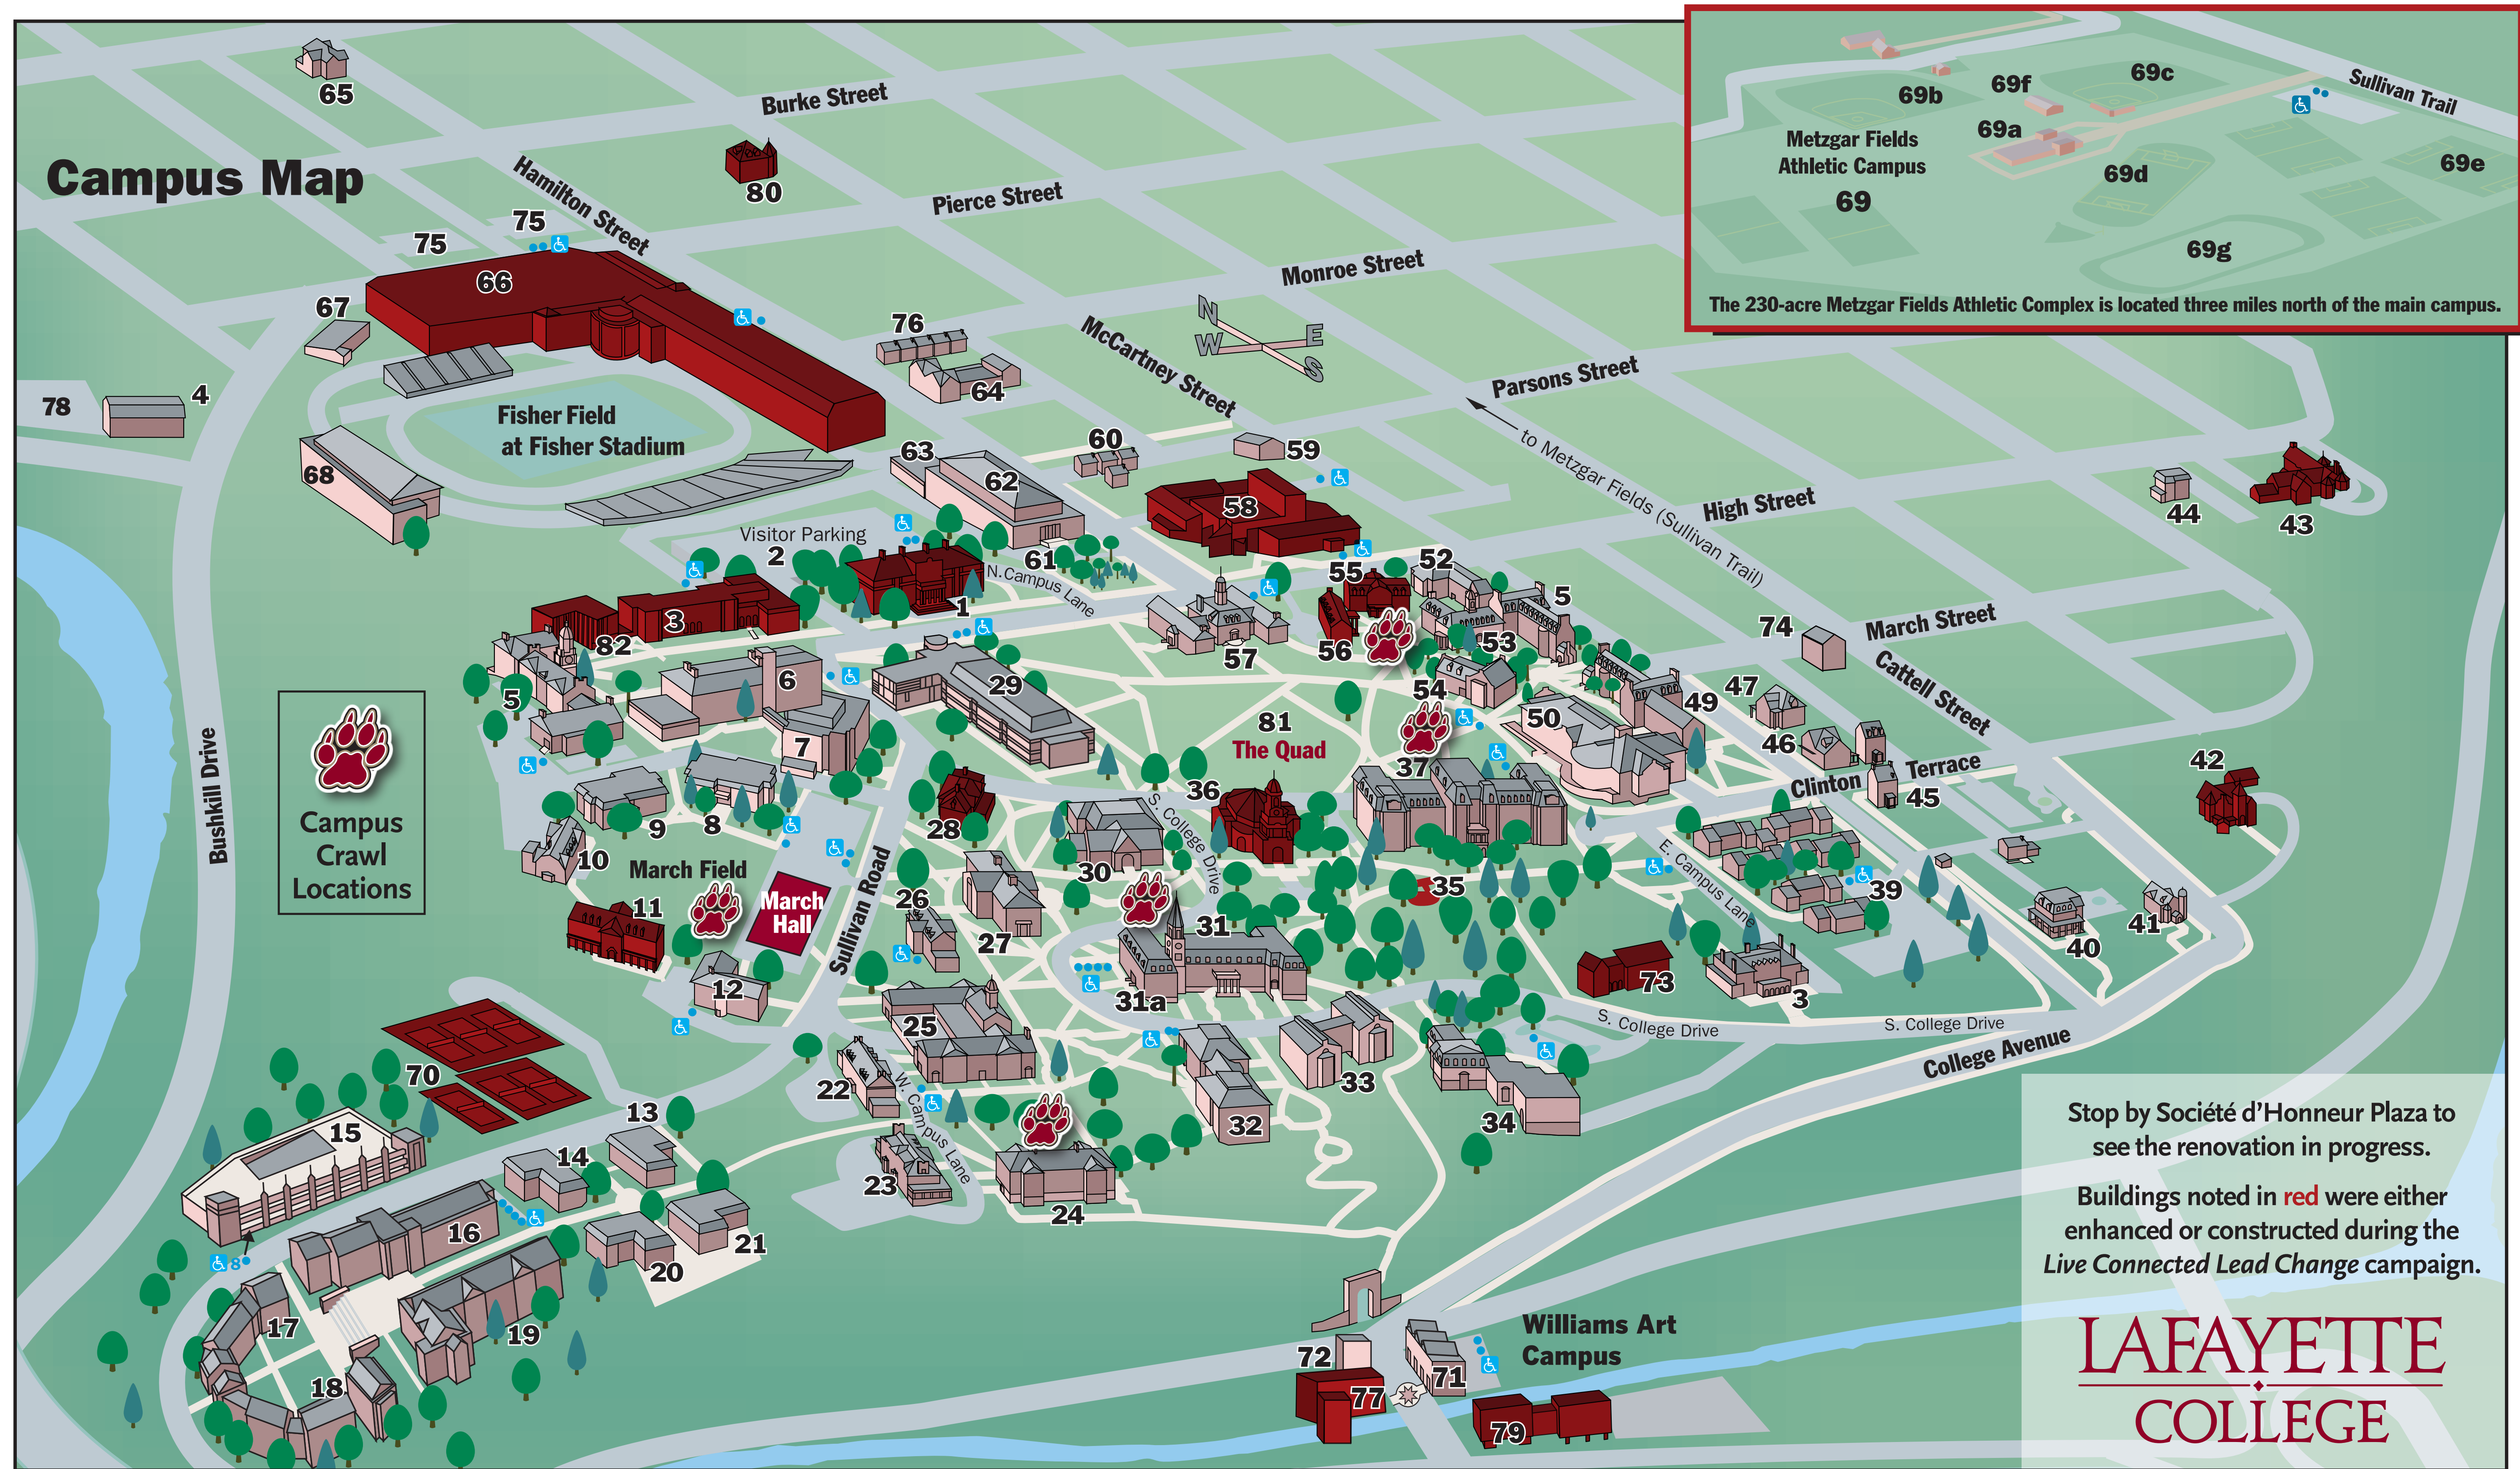 Campus Map
65
Burke Street
80
Hamilton Street
Pierce Street
75
75
66
67
Monroe Street
N
W
E
S
76
64
McCartney Street
Parsons Street
to Metzgar Fields (Sullivan Trail)
78
4
Fisher Field
at Fisher Stadium
68
63
62
60
59
58
61
Visitor Parking
2
N. Campus Lane
1
3
82
High Street
44
43
52
55
5
56
53
57
54
March Street
74
Cattell Street
5
6
7
29
81
The Quad
37
50
49
47
46
Clinton Terrace
45
42
Bushkill Drive
Campus
Crawl
Locations
9
8
10
28
36
S. College Drive
30
March Field
March
Hall
11
Sullivan Road
26
27
31
31a
35
E. Campus Lane
39
40
41
12
25
73
3
S. College Drive
S. College Drive
College Avenue
70
22
W. Campus Lane
33
32
34
13
14
15
16
23
24
21
20
8
17
19
18
72
77
71
79
Williams Art
Campus
69b
69f
69c
69a
Sullivan Trail
Metzgar Fields
Athletic Campus
69
69d
69e
69g
The 230-acre Metzgar Fields Athletic Complex is located three miles north of the main campus.
Stop by Société d’Honneur Plaza to
see the renovation in progress.
Buildings noted in red were either
enhanced or constructed during the
Live Connected Lead Change campaign.
LAFAYETTE
COLLEGE